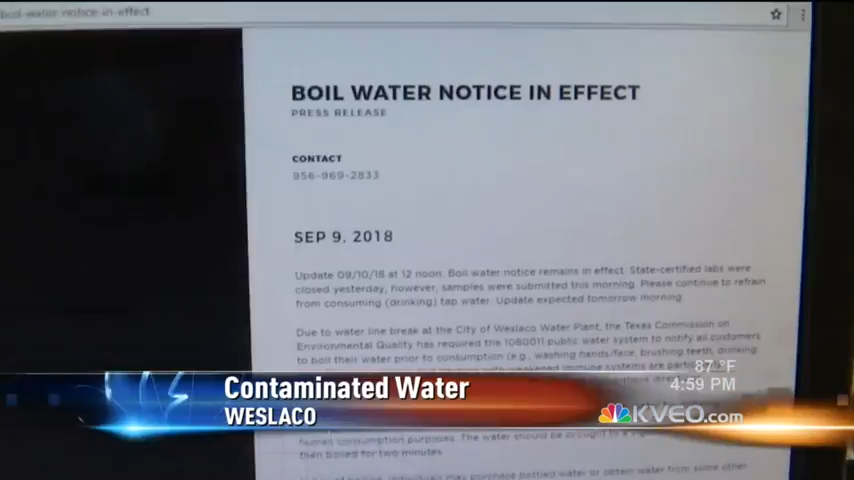 boil-water-notice-in-effect
BOIL WATER NOTICE IN EFFECT
PRESS RELEASE
CONTACT
956-969-2833
SEP 9, 2018
Update 09/10/18 at 12 noon: Boil water notice remains in effect. State-certified labs were
closed yesterday, however, samples were submitted this morning. Please continue to refrain
from consuming (drinking) tap water. Update expected tomorrow morning.
Due to water line break at the City of Weslaco Water Plant, the Texas Commission on
Environmental Quality has required the 1080011 public water system to notify all customers
to boil their water prior to consumption (e.g., washing hands/face, brushing teeth, drinking,
weakened immune systems are
87°F
Contaminated Water
4:59 PM
WESLACO
KVEO.com
human consumption purposes. The water should be brought to a
then boiled for two minutes.
individuals may purchase bottled water or obtain water from some other